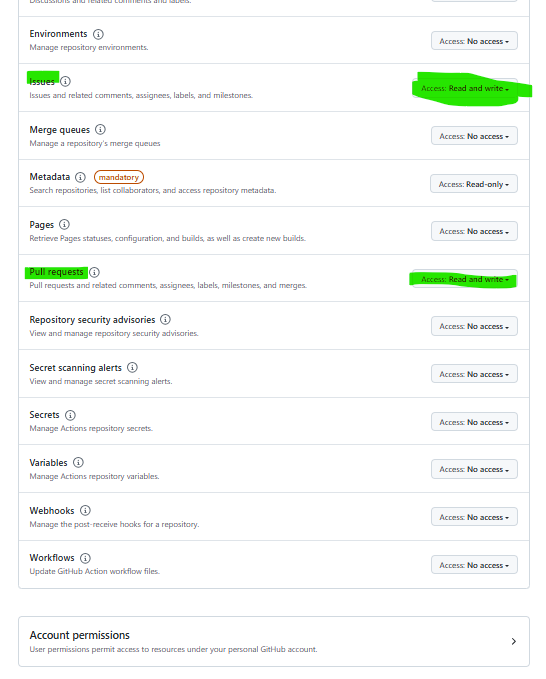 Discussions and related comments and labels.
Environments
Manage repository environments.
Access: No access
Issues
Issues and related comments, assignees, labels, and milestones.
Access: Read and write
Merge queues
Manage a repository's merge queues
Access: No access
Metadata mandatory
Search repositories, list collaborators, and access repository metadata.
Access: Read-only
Pages
Retrieve Pages statuses, configuration, and builds, as well as create new builds.
Access: No access
Pull requests
Pull requests and related comments, assignees, labels, milestones, and merges.
Access: Read and write
Repository security advisories
View and manage repository security advisories.
Access: No access
Secret scanning alerts
View and manage secret scanning alerts.
Access: No access
Secrets
Manage Actions repository secrets.
Access: No access
Variables
Manage Actions repository variables.
Access: No access
Webhooks
Manage the post-receive hooks for a repository.
Access: No access
Workflows
Update GitHub Action workflow files.
Access: No access
Account permissions
User permissions permit access to resources under your personal GitHub account.